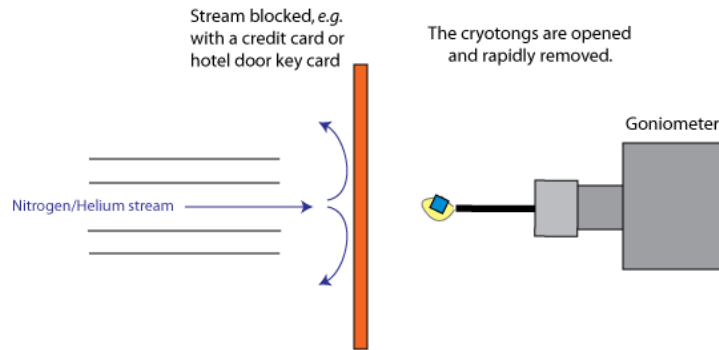 Stream blocked, e.g.
with a credit card or
hotel door key card
The cryotongs are opened
and rapidly removed.
Goniometer
Nitrogen/Helium stream